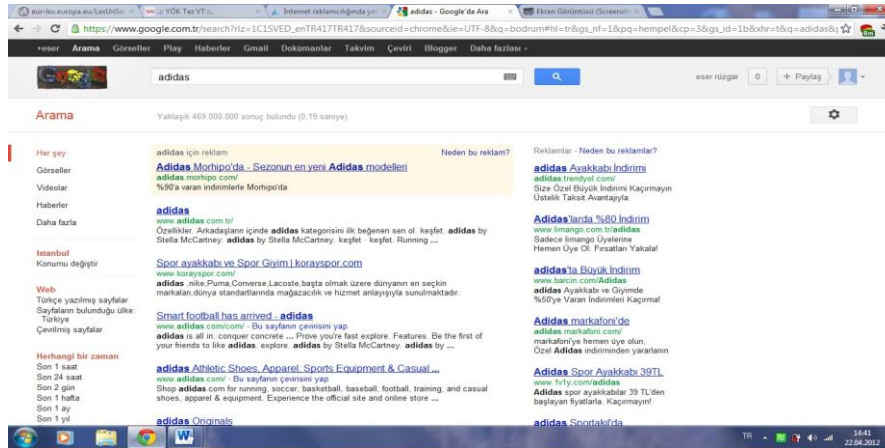 eur-lex.europa.eu/LexUriSe
YÖK Tez VT
İnternet reklamcılığında ye
adidas - Google'da Ara
Ekran Görüntüsü (Screensh
https://www.google.com.tr/search?rlz=1C1SVED_enTR417TR417&sourceid=chrome&ie=UTF-8&q=bodrum#hl=tr&gs_nf=1&pq=hempel&cp=3&gs_id=1b&xhr=t&q=adidas&
+eser Arama Görseller Play Haberler Gmail Dokümanlar Takvim Çeviri Blogger Daha fazlası
adidas
eser rüzgar 0 + Paylaş
Arama
Yaklaşık 469.000.000 sonuç bulundu (0,19 saniye)
Her şey
Görseller
Videolar
Haberler
Daha fazla
Istanbul
Konumu değiştir
Web
Türkçe yazılmış sayfalar
Sayfaların bulunduğu ülke:
Türkiye
Çevrilmiş sayfalar
Herhangi bir zaman
Son 1 saat
Son 24 saat
Son 2 gün
Son 1 hafta
Son 1 ay
Son 1 yıl
adidas için reklam Neden bu reklam?
Adidas Morhipo'da - Sezonun en yeni Adidas modelleri
adidas.morhipo.com/
%90'a varan indirimlerle Morhipo'da
adidas
www.adidas.com.tr/
Özellikler. Arkadaşların içinde adidas kategorisini ilk beğenen sen ol. keşfet. adidas by
Stella McCartney. adidas by Stella McCartney. keşfet · keşfet. Running ...
Spor ayakkabı ve Spor Giyim | korayspor.com
www.korayspor.com/
adidas ,nike,Puma,Converse,Lacoste,başta olmak üzere dünyanın en seçkin
markaları,dünya standartlarında mağazacılık ve hizmet anlayışıyla sunulmaktadır.
Smart football has arrived - adidas
www.adidas.com/com/ - Bu sayfanın çevirisini yap
adidas is all in. conquer concrete ... Prove you're fast explore. Features. Be the first of
your friends to like adidas. explore. adidas by Stella McCartney. adidas by ...
adidas Athletic Shoes, Apparel, Sports Equipment & Casual ...
www.adidas.com/ - Bu sayfanın çevirisini yap
Shop adidas.com for running, soccer, basketball, baseball, football, training, and casual
shoes, apparel & equipment. Experience the official site and online store ...
adidas Originals
Reklamlar - Neden bu reklamlar?
adidas Ayakkabı İndirimi
adidas.trendyol.com/
Size Özel Büyük İndirimi Kaçırmayın
Üstelik Taksit Avantajıyla.
Adidas'larda %80 İndirim
www.limango.com.tr/adidas
Sadece limango Üyelerine
Hemen Üye Ol. Fırsatları Yakala!
adidas'ta Büyük İndirim
www.barcin.com/Adidas
adidas Ayakkabı ve Giyimde
%50'ye Varan İndirimleri Kaçırma!
Adidas markafoni'de
adidas.markafoni.com/
markafoni'ye hemen üye olun,
Özel Adidas indiriminden yararlanın
Adidas Spor Ayakkabı 39TL
www.1v1y.com/adidas
Adidas spor ayakkabılar 39 TL'den
başlayan fiyatlarla. Kaçırmayın!
adidas Sportaki'da
TR
14:41
22.04.2012